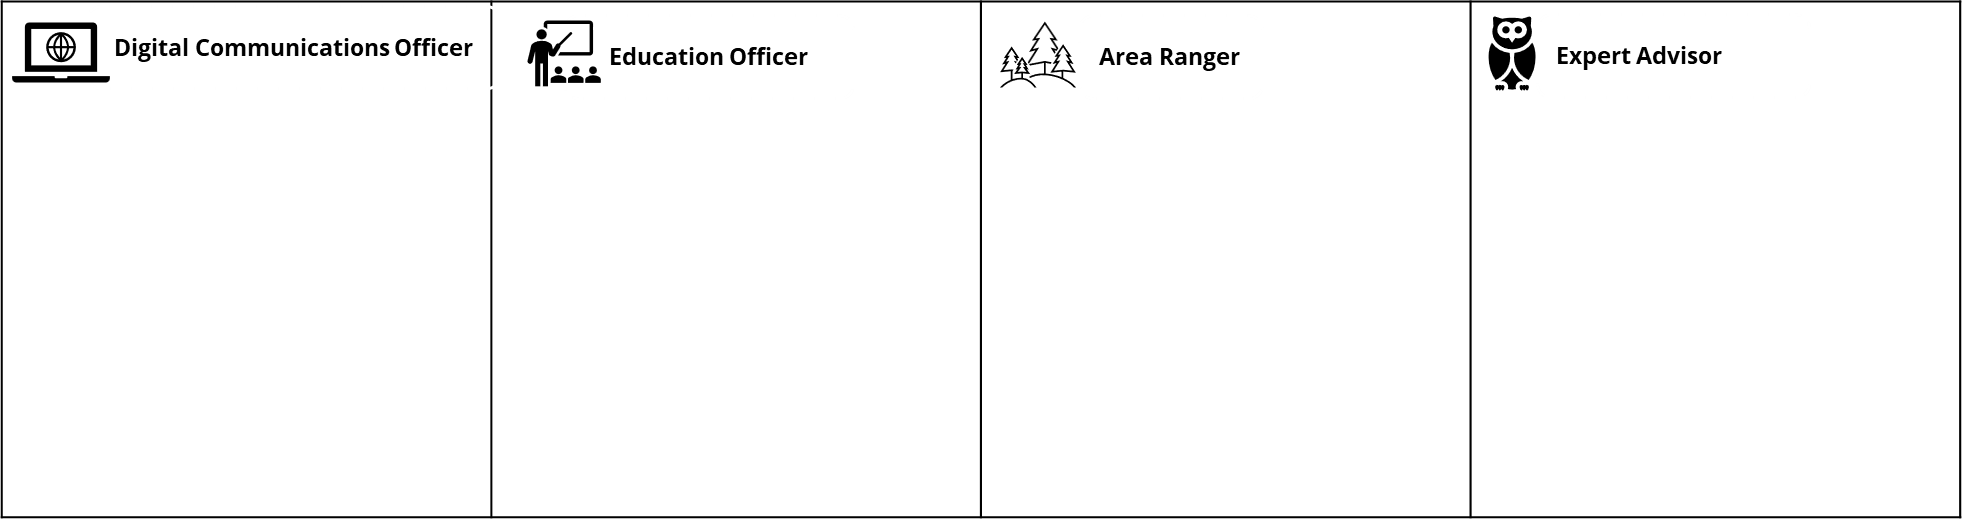 Digital Communications Officer
Education Officer
Area Ranger
Expert Advisor